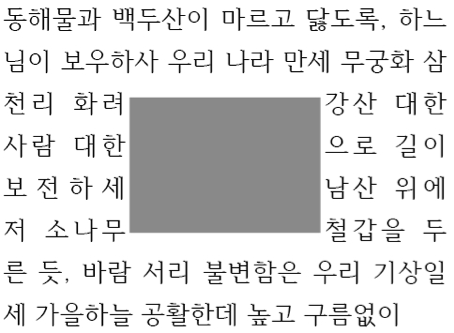 동해물과 백두산이 마르고 닳도록, 하느
님이 보우하사 우리 나라 만세 무궁화 삼
천리 화려 강산 대한
사람 대한 으로 길이
보전하세 남산 위에
저 소나무 철갑을 두
른 듯, 바람 서리 불변함은 우리 기상일
세 가을하늘 공활한데 높고 구름없이